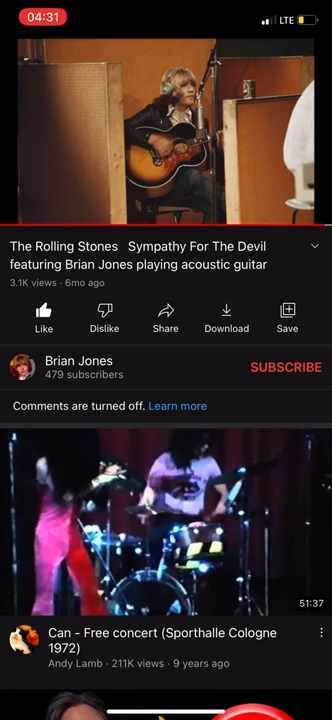 04:31
LTE
The Rolling Stones Sympathy For The Devil
featuring Brian Jones playing acoustic guitar
3.1K views · 6mo ago
Like
Dislike
Share
Download
Save
Brian Jones
479 subscribers
SUBSCRIBE
Comments are turned off. Learn more
51:37
Can - Free concert (Sporthalle Cologne
1972)
Andy Lamb · 211K views · 9 years ago